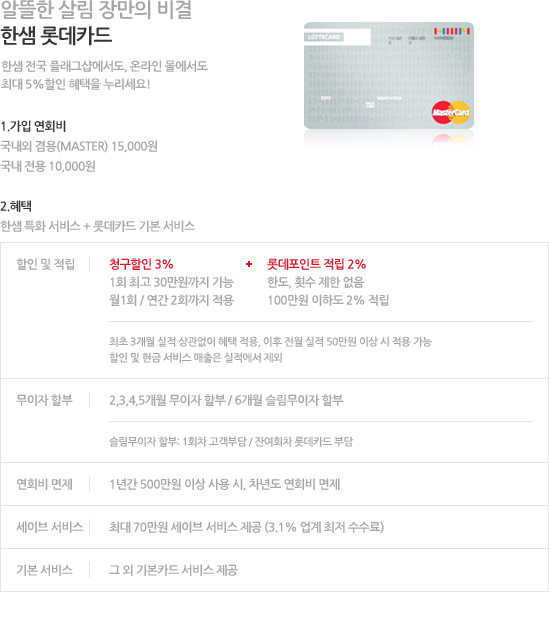 알뜰한 살림 장만의 비결
한샘 롯데카드
한샘 전국 플래그샵에서도, 온라인 몰에서도
최대 5%할인 혜택을 누리세요!
LOTTECARD
MasterCard
1.가입 연회비
국내외 겸용(MASTER) 15,000원
국내 전용 10,000원
2.혜택
한샘 특화 서비스 + 롯데카드 기본 서비스
할인 및 적립
청구할인 3% + 롯데포인트 적립 2%
1회 최고 30만원까지 가능
한도, 횟수 제한 없음
월1회 / 연간 2회까지 적용
100만원 이하도 2% 적립
최초 3개월 실적 상관없이 혜택 적용, 이후 전월 실적 50만원 이상 시 적용 가능
할인 및 현금 서비스 매출은 실적에서 제외
무이자 할부
2,3,4,5개월 무이자 할부 / 6개월 슬림무이자 할부
슬림무이자 할부: 1회차 고객부담 / 잔여회차 롯데카드 부담
연회비 면제
1년간 500만원 이상 사용 시, 차년도 연회비 면제
세이브 서비스
최대 70만원 세이브 서비스 제공 (3.1% 업계 최저 수수료)
기본 서비스
그 외 기본카드 서비스 제공